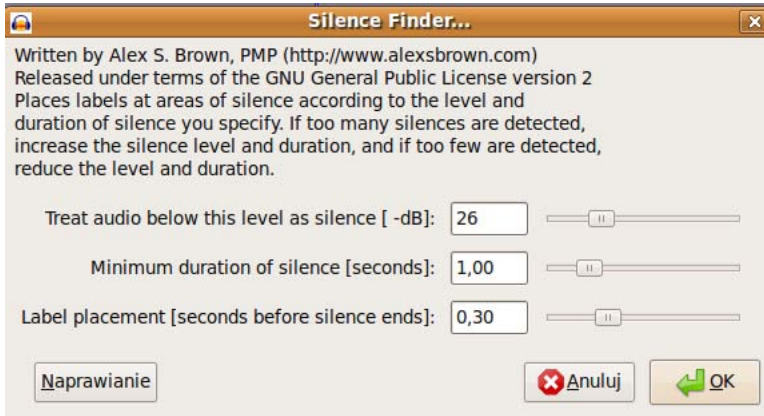 Silence Finder...
Written by Alex S. Brown, PMP (http://www.alexsbrown.com)
Released under terms of the GNU General Public License version 2
Places labels at areas of silence according to the level and
duration of silence you specify. If too many silences are detected,
increase the silence level and duration, and if too few are detected,
reduce the level and duration.
Treat audio below this level as silence [ -dB]: 26
Minimum duration of silence [seconds]: 1,00
Label placement [seconds before silence ends]: 0,30
Naprawianie Anuluj OK